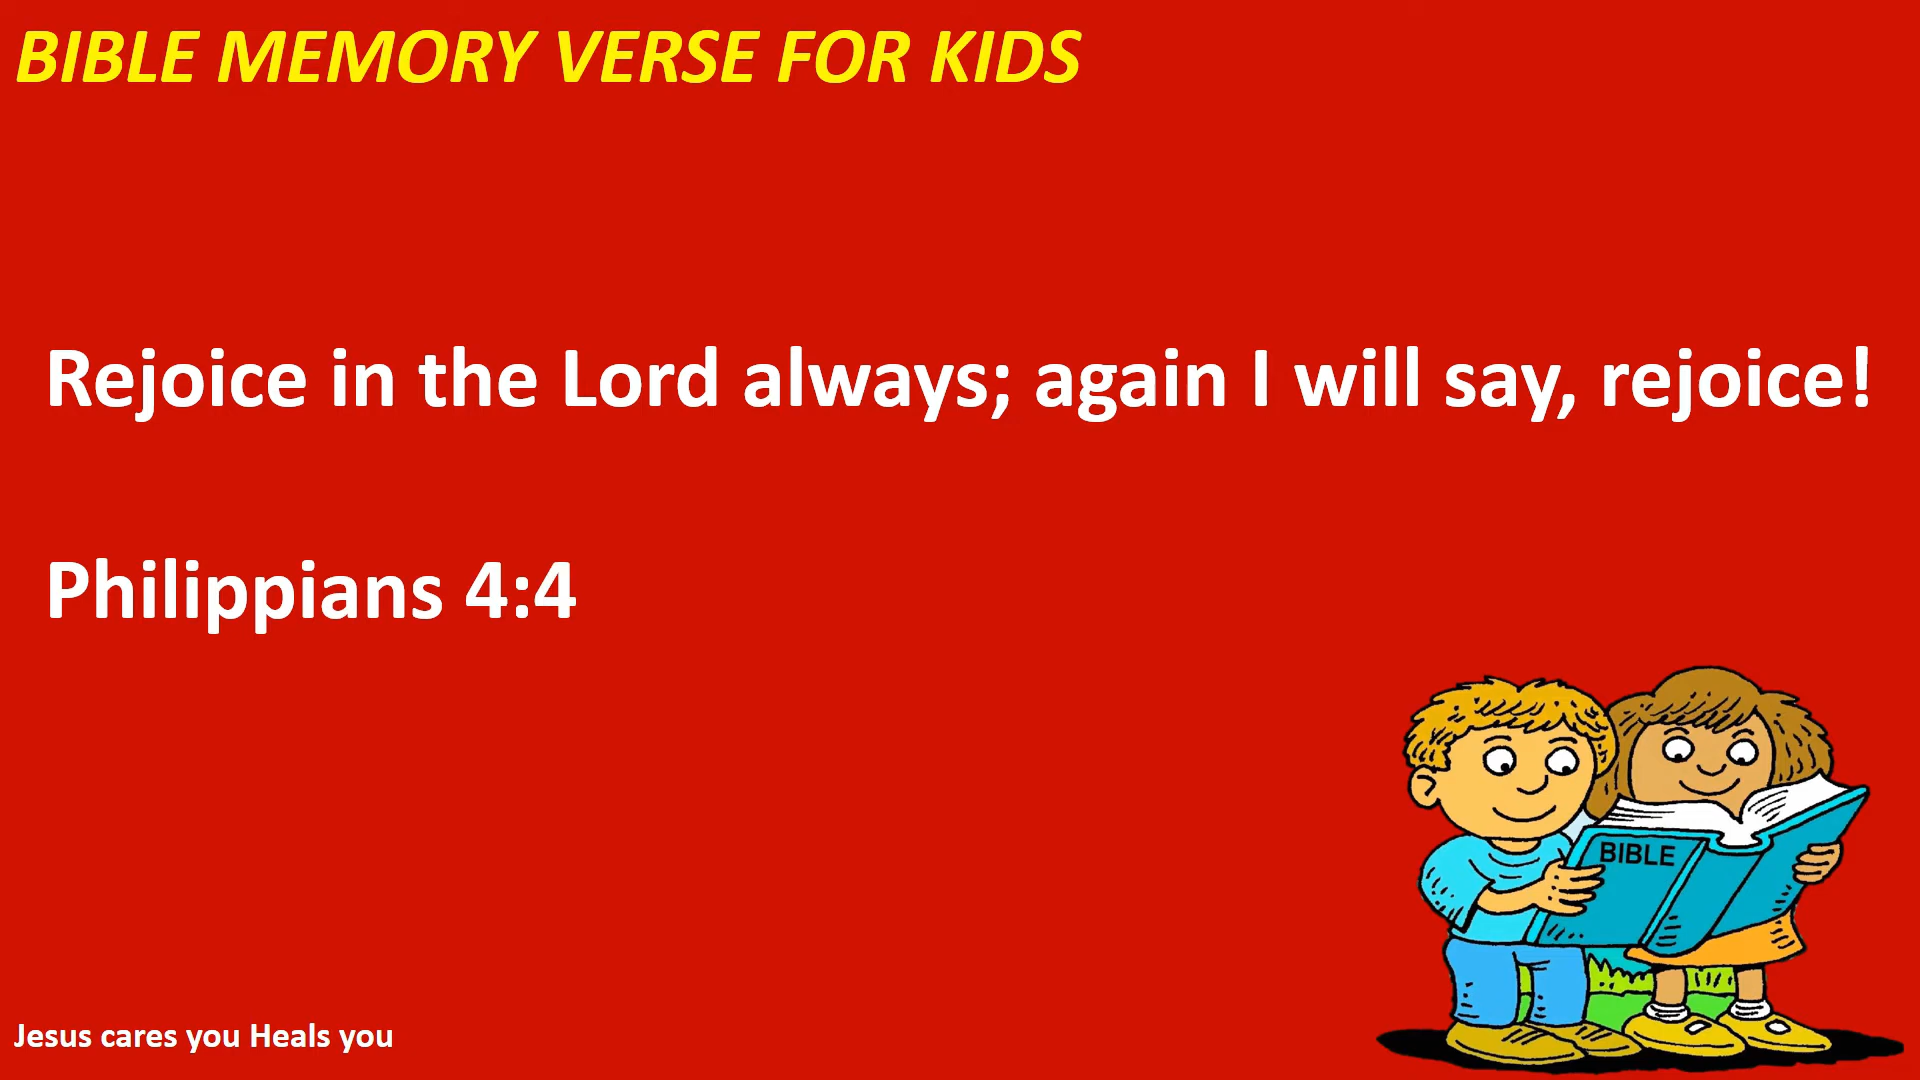 BIBLE MEMORY VERSE FOR KIDS
Rejoice in the Lord always; again I will say, rejoice!
Philippians 4:4
BIBLE
Jesus cares you Heals you